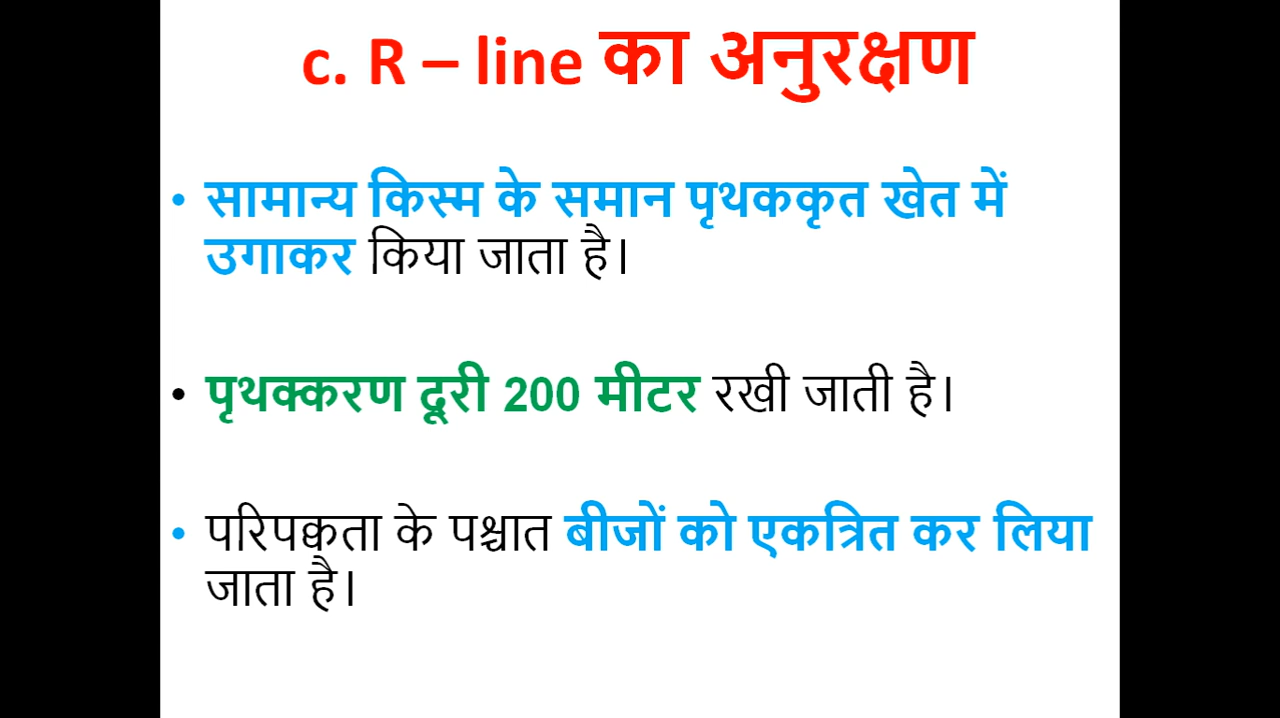 c. R – line का अनुरक्षण
• सामान्य किस्म के समान पृथककृत खेत में
उगाकर किया जाता है।
• पृथक्करण दूरी 200 मीटर रखी जाती है।
• परिपक्वता के पश्चात बीजों को एकत्रित कर लिया
जाता है।